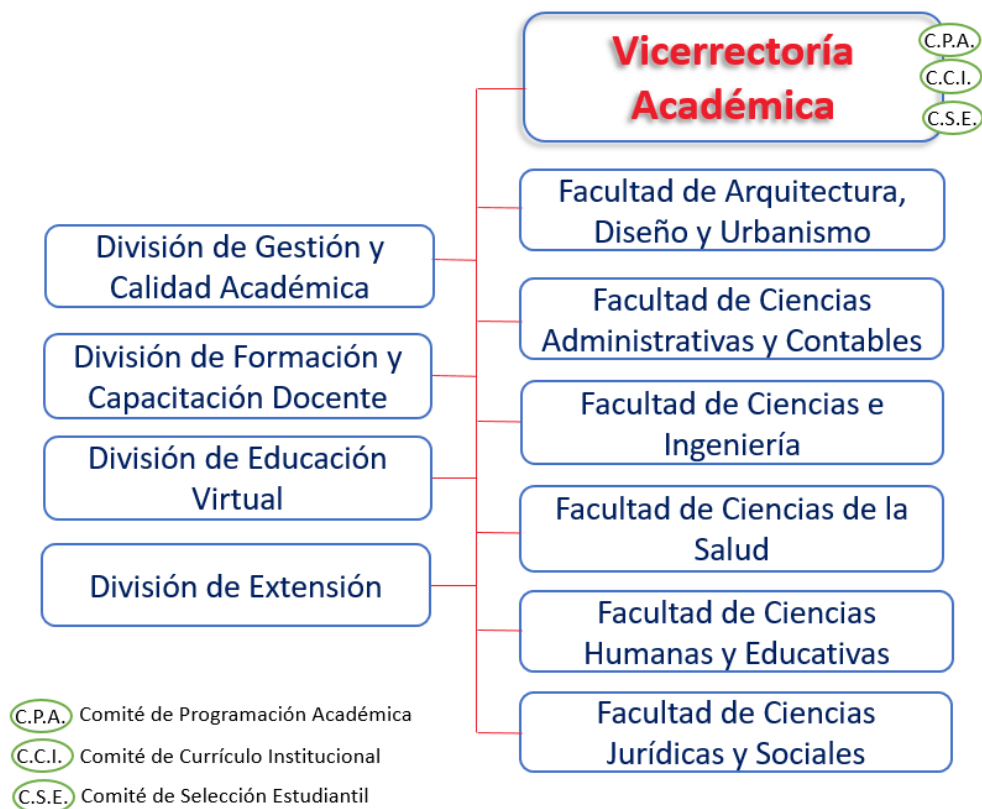 Vicerrectoría
Académica
C.P.A.
C.C.I.
C.S.E.
División de Gestión y
Calidad Académica
División de Formación y
Capacitación Docente
División de Educación
Virtual
División de Extensión
Facultad de Arquitectura,
Diseño y Urbanismo
Facultad de Ciencias
Administrativas y Contables
Facultad de Ciencias e
Ingeniería
Facultad de Ciencias de la
Salud
Facultad de Ciencias
Humanas y Educativas
Facultad de Ciencias
Jurídicas y Sociales
C.P.A. Comité de Programación Académica
C.C.I. Comité de Currículo Institucional
C.S.E. Comité de Selección Estudiantil